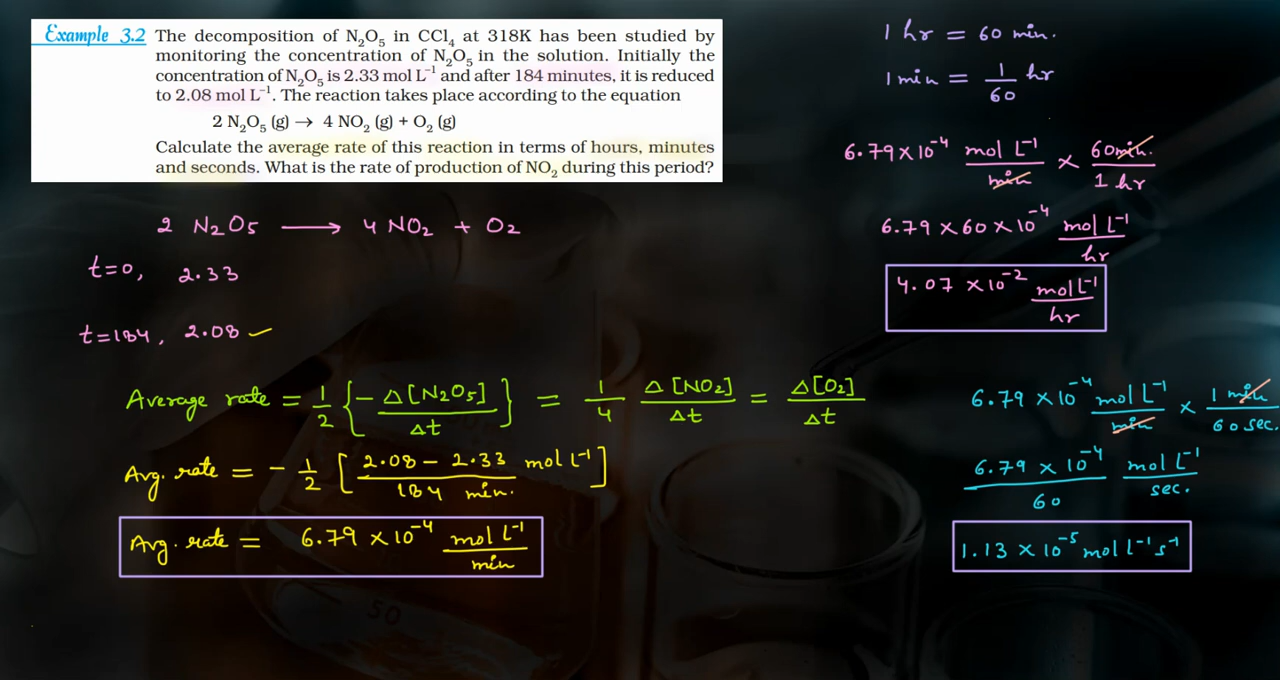 Example 3.2 The decomposition of N₂O₅ in CCl₄ at 318K has been studied by
monitoring the concentration of N₂O₅ in the solution. Initially the
concentration of N₂O₅ is 2.33 mol L⁻¹ and after 184 minutes, it is reduced
to 2.08 mol L⁻¹. The reaction takes place according to the equation
2 N₂O₅ (g) → 4 NO₂ (g) + O₂ (g)
Calculate the average rate of this reaction in terms of hours, minutes
and seconds. What is the rate of production of NO₂ during this period?
2 N₂O₅ ⟶ 4 NO₂ + O₂
t=0, 2.33
t=184, 2.08 ✓
Average rate = 1/2 {- Δ[N₂O₅]/Δt} = 1/4 Δ[NO₂]/Δt = Δ[O₂]/Δt
Avg. rate = - 1/2 [(2.08 - 2.33 mol L⁻¹)/(184 min.)]
Avg. rate = 6.79 × 10⁻⁴ mol L⁻¹/min
1 hr = 60 min.
1 min = 1/60 hr
6.79 × 10⁻⁴ mol L⁻¹/min × 60 min./1 hr
6.79 × 60 × 10⁻⁴ mol L⁻¹/hr
4.07 × 10⁻² mol L⁻¹/hr
6.79 × 10⁻⁴ mol L⁻¹/min × 1 min/60 sec.
6.79 × 10⁻⁴/60 mol L⁻¹/sec.
1.13 × 10⁻⁵ mol L⁻¹ s⁻¹
50